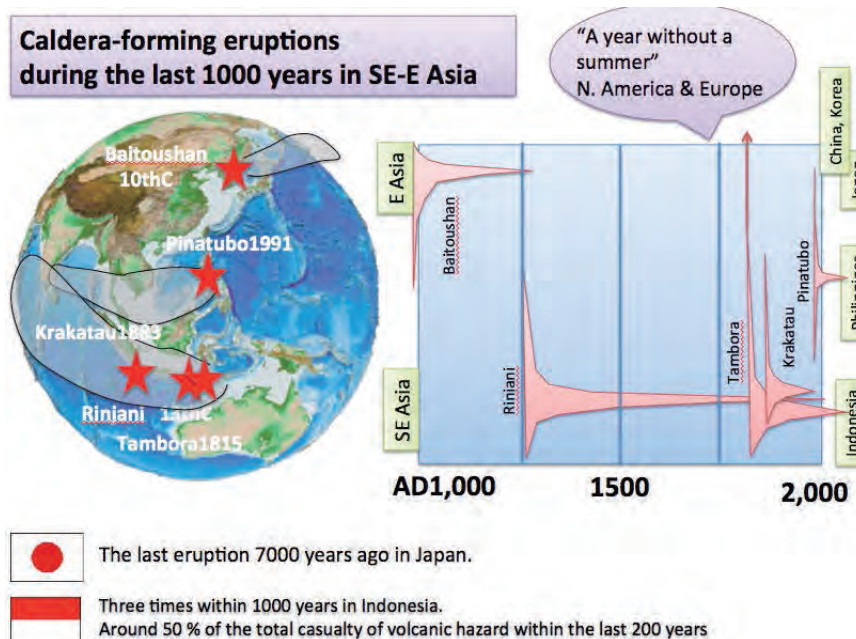 Caldera-forming eruptions
during the last 1000 years in SE-E Asia
"A year without a
summer"
N. America & Europe
Baitoushan
10thC
Pinatubo1991
Krakatau1883
Riniani
Tambora1815
E Asia
SE Asia
Baitoushan
Riniani
Tambora
Krakatau
Pinatubo
China, Korea
Indonesia
AD1,000
1500
2,000
The last eruption 7000 years ago in Japan.
Three times within 1000 years in Indonesia.
Around 50 % of the total casualty of volcanic hazard within the last 200 years